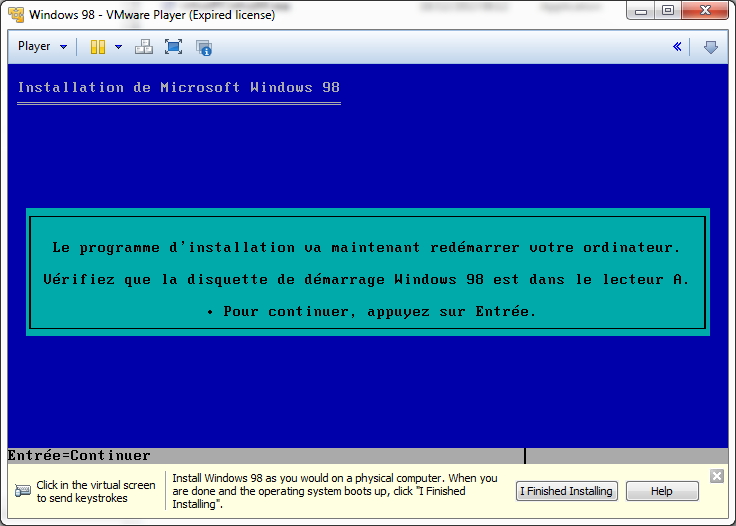 Windows 98 - VMware Player (Expired license)
Player
Installation de Microsoft Windows 98
Le programme d'installation va maintenant redémarrer votre ordinateur.
Vérifiez que la disquette de démarrage Windows 98 est dans le lecteur A.
• Pour continuer, appuyez sur Entrée.
Entrée=Continuer
Click in the virtual screen
to send keystrokes
Install Windows 98 as you would on a physical computer. When you
are done and the operating system boots up, click "I Finished
Installing".
I Finished Installing
Help